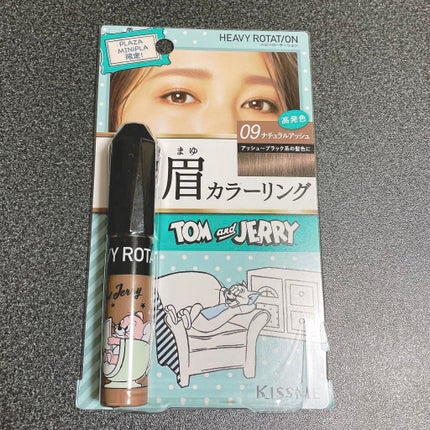 PLAZA
MINiPLA
限定!
HEAVY ROTATION
ヘビーローテーション
高発色
09 ナチュラルアッシュ
アッシュ~ブラック系の髪色に
まゆ
眉カラーリング
TOM and JERRY
VY ROTA
Jerry
KISSME